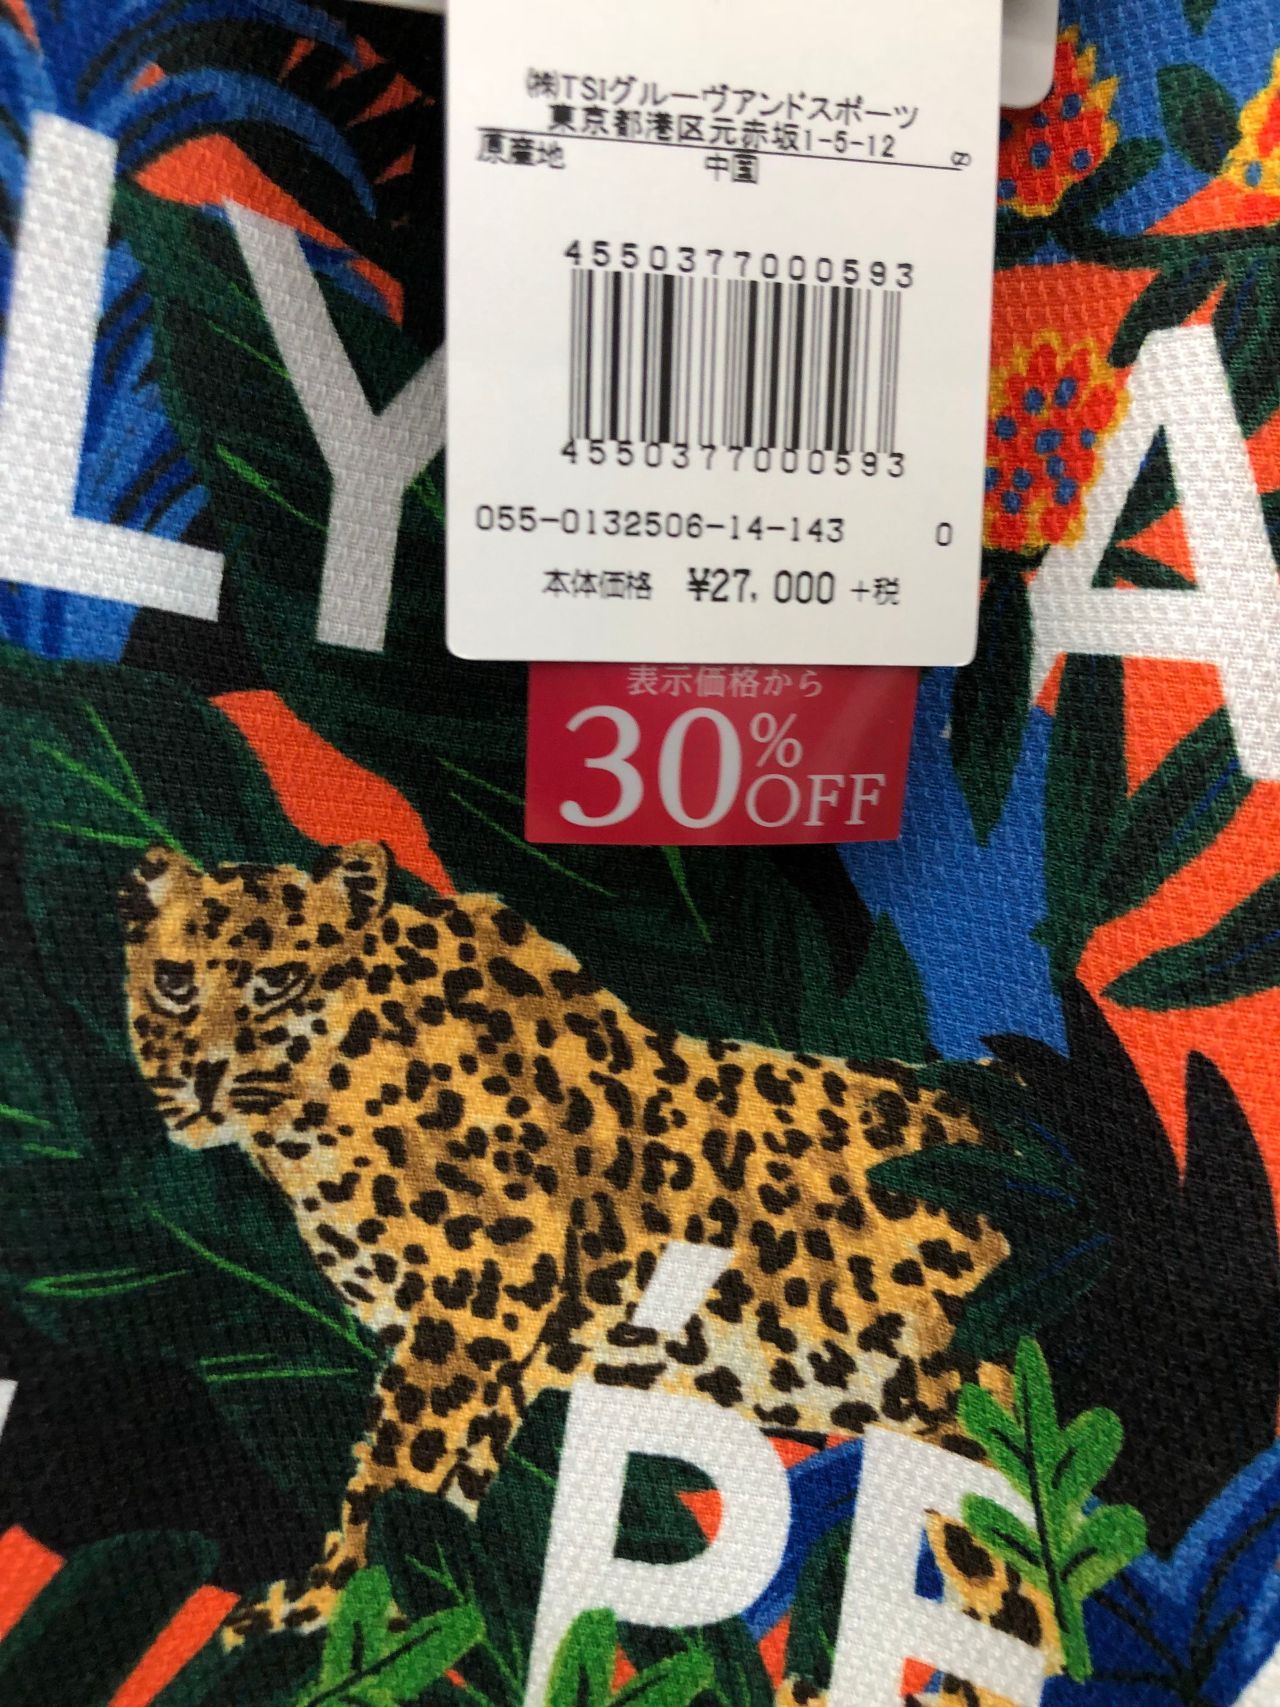 ㈱TSIグルーヴアンドスポーツ
東京都港区元赤坂1-5-12
原産地 中国
4550377000593
4550377000593
055-0132506-14-143 0
本体価格 ¥27,000 +税
表示価格から
30% OFF
LY
A
PE